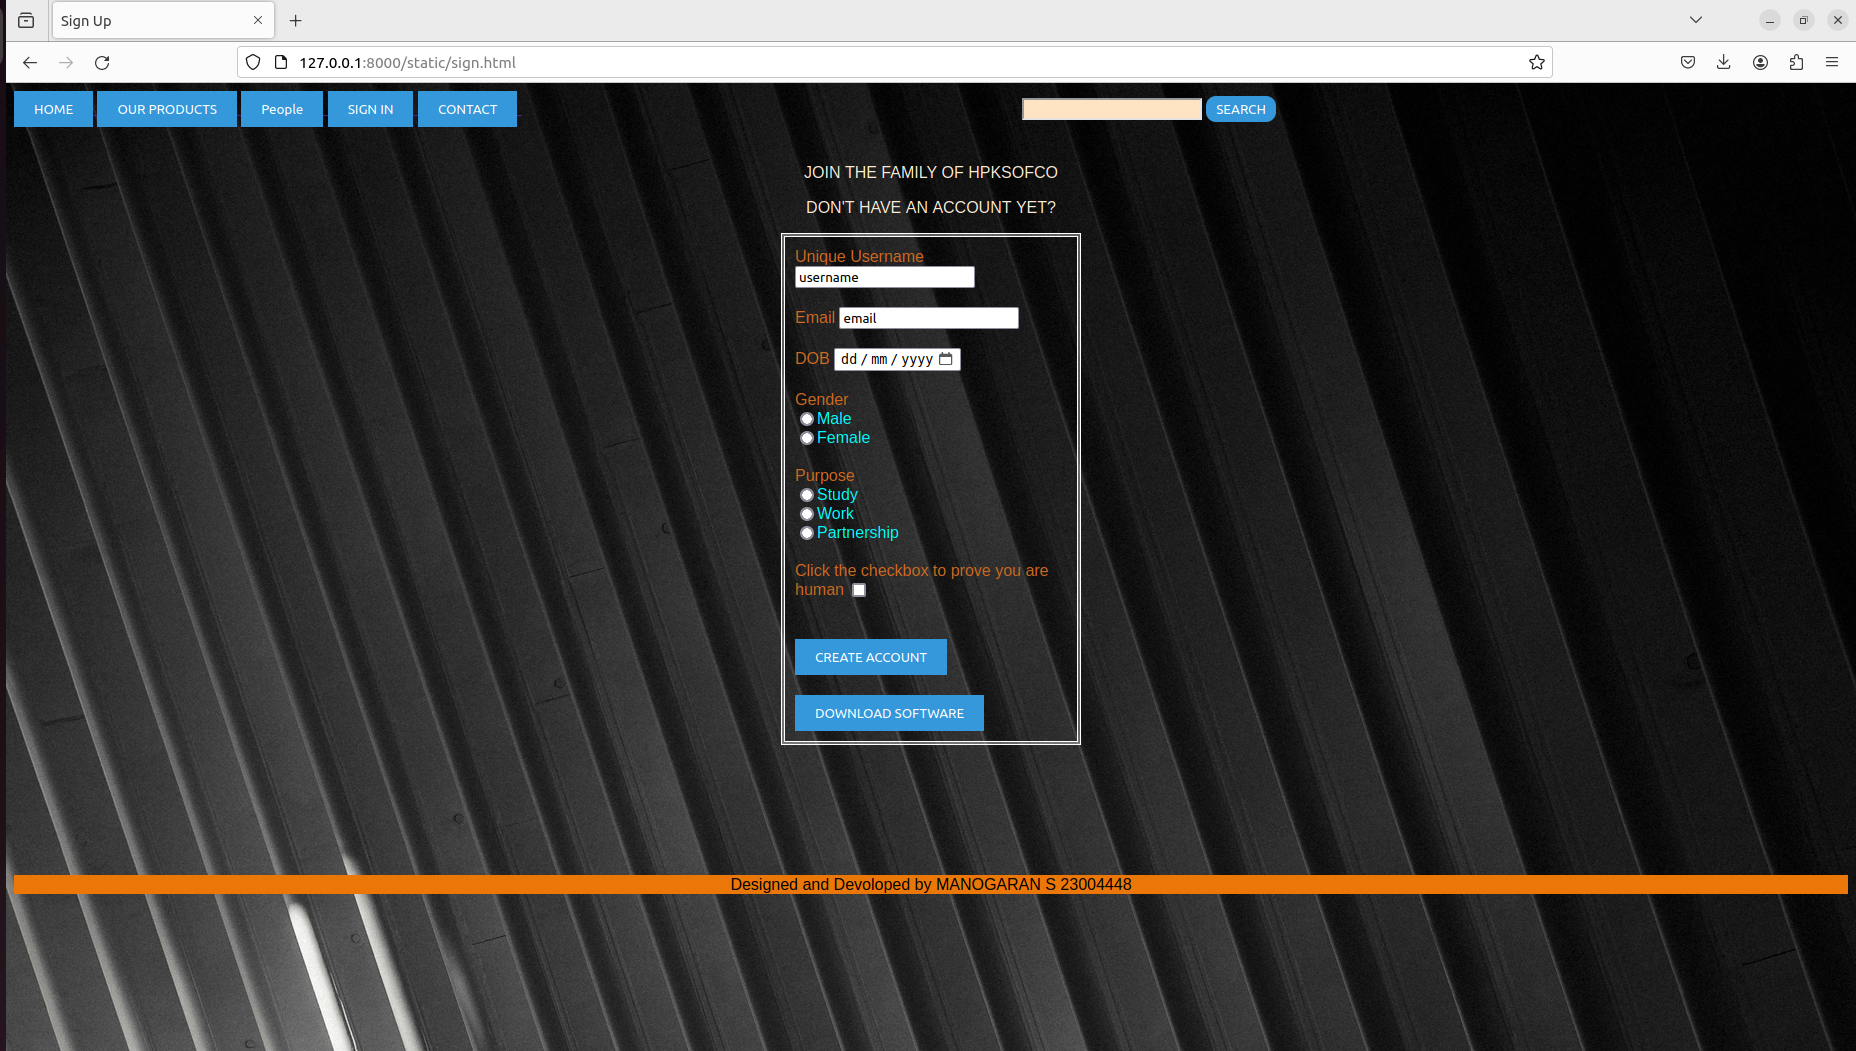 Sign Up
127.0.0.1:8000/static/sign.html
HOME OUR PRODUCTS People SIGN IN CONTACT SEARCH
JOIN THE FAMILY OF HPKSOFCO
DON'T HAVE AN ACCOUNT YET?
Unique Username
username
Email email
DOB dd / mm / yyyy
Gender
Male
Female
Purpose
Study
Work
Partnership
Click the checkbox to prove you are
human
CREATE ACCOUNT
DOWNLOAD SOFTWARE
Designed and Devoloped by MANOGARAN S 23004448